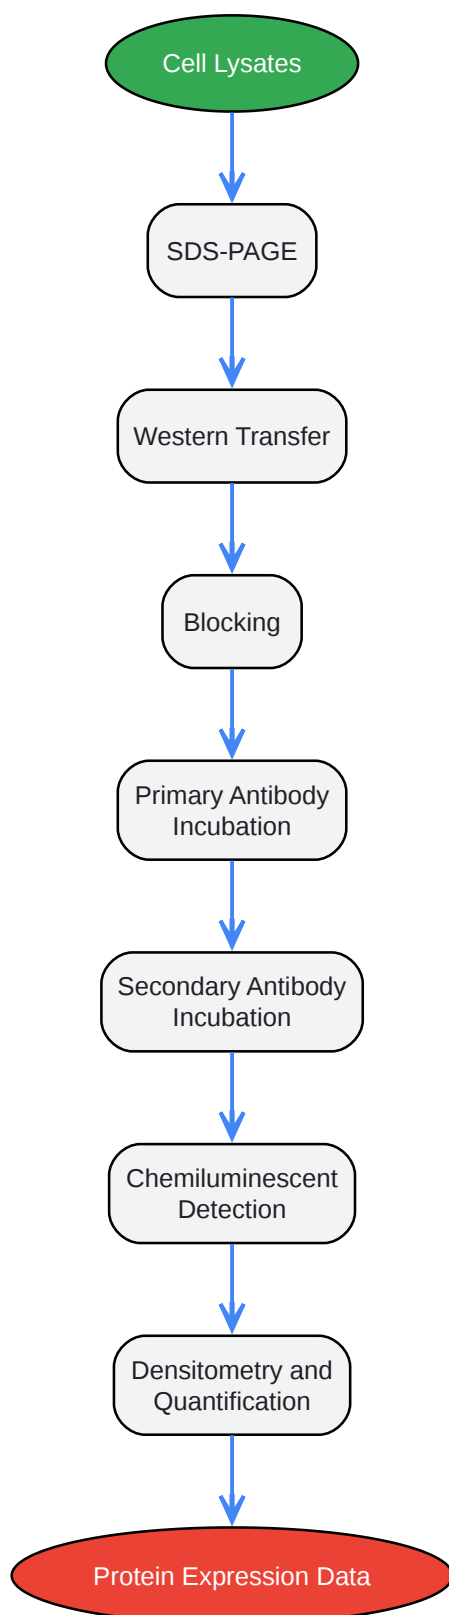 Cell Lysates
SDS-PAGE
Western Transfer
Blocking
Primary Antibody
Incubation
Secondary Antibody
Incubation
Chemiluminescent
Detection
Densitometry and
Quantification
Protein Expression Data